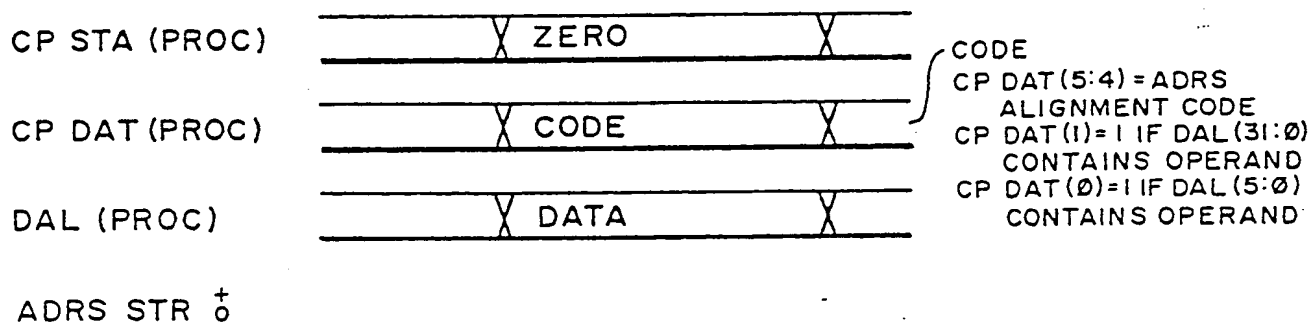 CP STA (PROC)
ZERO
CP DAT (PROC)
CODE
DAL (PROC)
DATA
ADRS STR +0
CODE
CP DAT(5:4) = ADRS
ALIGNMENT CODE
CP DAT(1)=1 IF DAL(31:Ø)
CONTAINS OPERAND
CP DAT(Ø)=1 IF DAL(5:Ø)
CONTAINS OPERAND